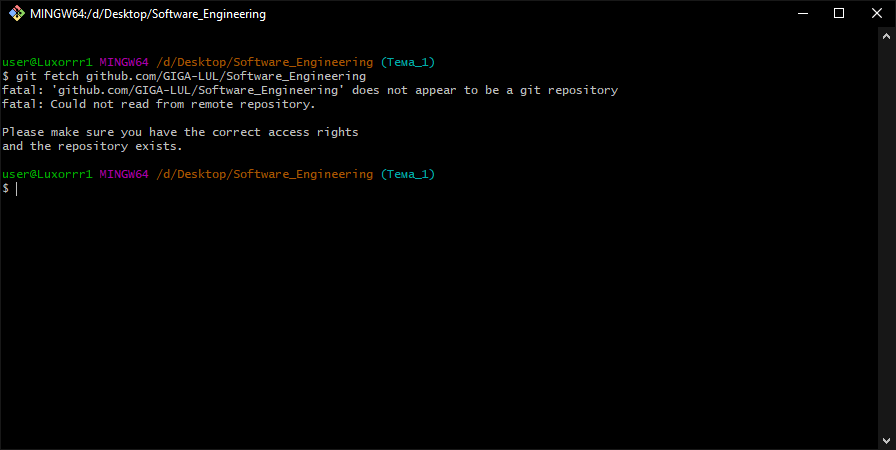 MINGW64:/d/Desktop/Software_Engineering
user@Luxorrr1 MINGW64 /d/Desktop/Software_Engineering (Тема_1)
$ git fetch github.com/GIGA-LUL/Software_Engineering
fatal: 'github.com/GIGA-LUL/Software_Engineering' does not appear to be a git repository
fatal: Could not read from remote repository.
Please make sure you have the correct access rights
and the repository exists.
user@Luxorrr1 MINGW64 /d/Desktop/Software_Engineering (Тема_1)
$